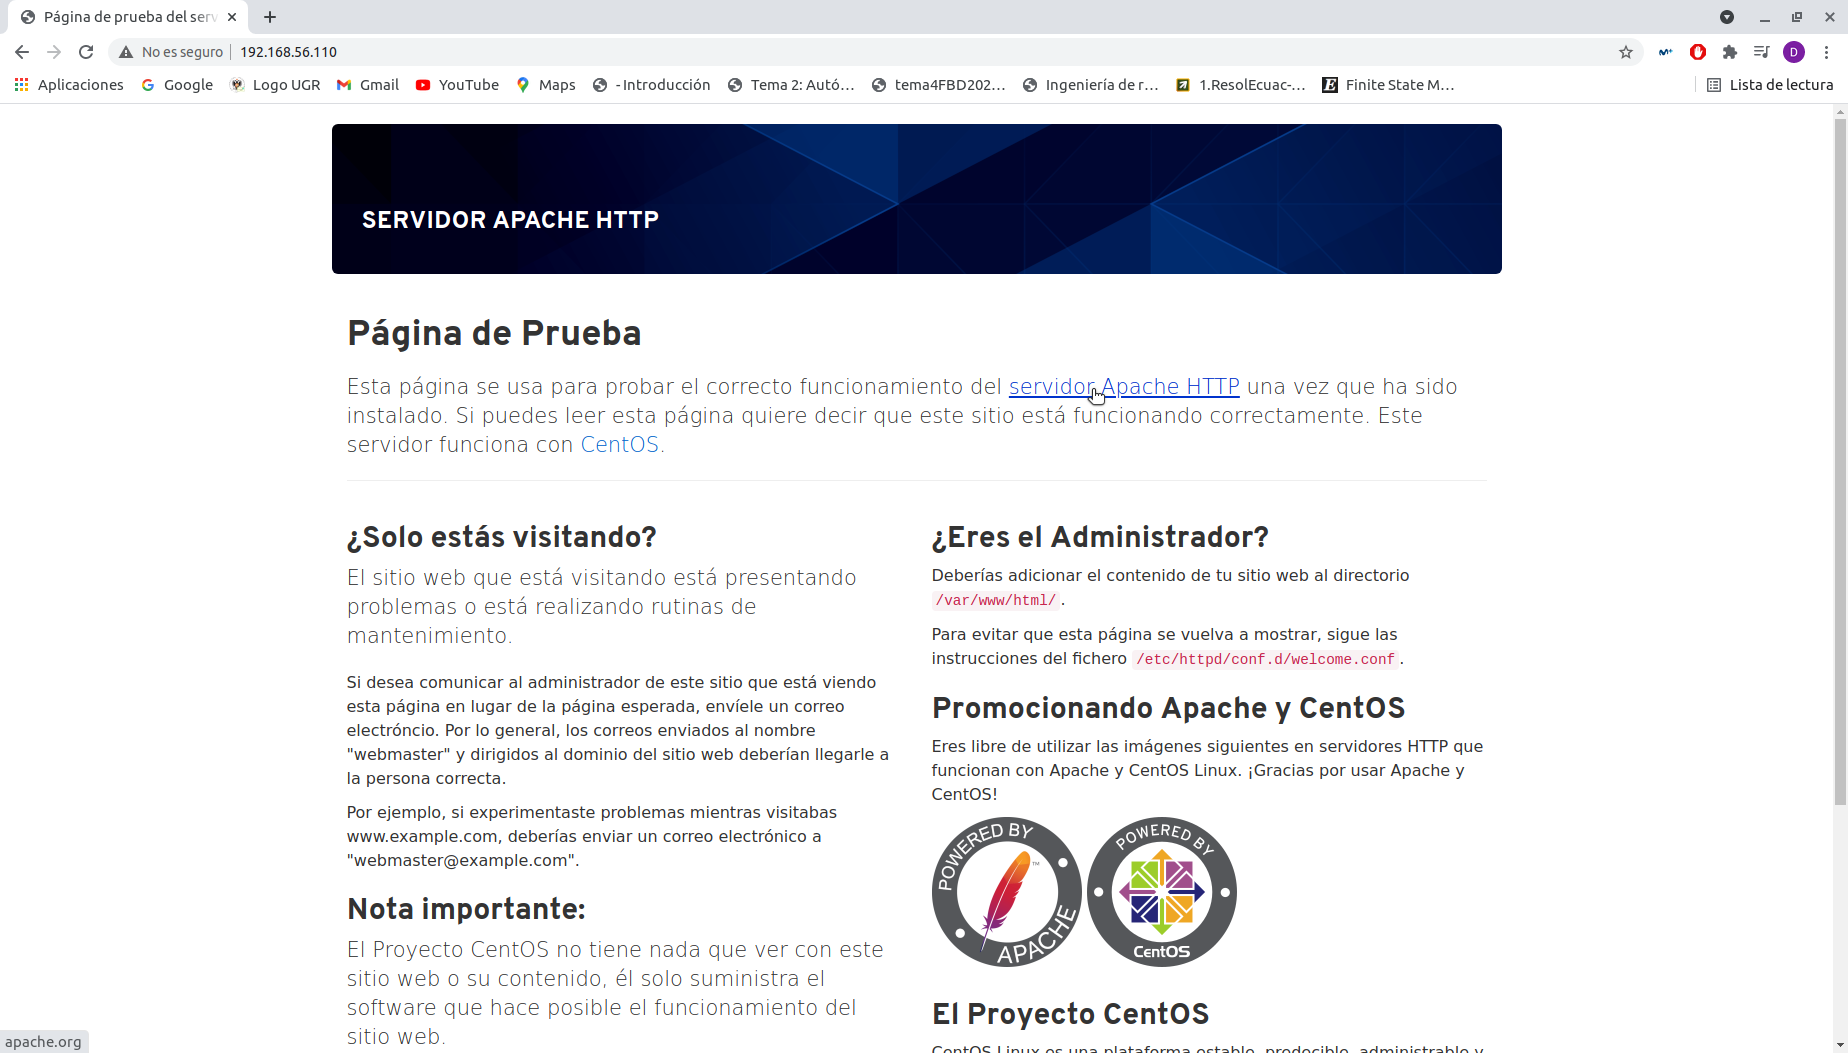 Página de prueba del serv
No es seguro
192.168.56.110
Aplicaciones
Google
Logo UGR
Gmail
YouTube
Maps
- Introducción
Tema 2: Autó...
tema4FBD202...
Ingeniería de r...
1.ResolEcuac-...
Finite State M...
Lista de lectura
SERVIDOR APACHE HTTP
Página de Prueba
Esta página se usa para probar el correcto funcionamiento del servidor Apache HTTP una vez que ha sido
instalado. Si puedes leer esta página quiere decir que este sitio está funcionando correctamente. Este
servidor funciona con CentOS.
¿Solo estás visitando?
El sitio web que está visitando está presentando
problemas o está realizando rutinas de
mantenimiento.
Si desea comunicar al administrador de este sitio que está viendo
esta página en lugar de la página esperada, envíele un correo
electróncio. Por lo general, los correos enviados al nombre
"webmaster" y dirigidos al dominio del sitio web deberían llegarle a
la persona correcta.
Por ejemplo, si experimentaste problemas mientras visitabas
www.example.com, deberías enviar un correo electrónico a
"webmaster@example.com".
Nota importante:
El Proyecto CentOS no tiene nada que ver con este
sitio web o su contenido, él solo suministra el
software que hace posible el funcionamiento del
sitio web.
¿Eres el Administrador?
Deberías adicionar el contenido de tu sitio web al directorio
/var/www/html/.
Para evitar que esta página se vuelva a mostrar, sigue las
instrucciones del fichero /etc/httpd/conf.d/welcome.conf.
Promocionando Apache y CentOS
Eres libre de utilizar las imágenes siguientes en servidores HTTP que
funcionan con Apache y CentOS Linux. ¡Gracias por usar Apache y
CentOS!
POWERED BY
APACHE
TM
POWERED BY
CentOS
El Proyecto CentOS
CentOS Linux es una plataforma estable, predecible, administrable y
apache.org
D